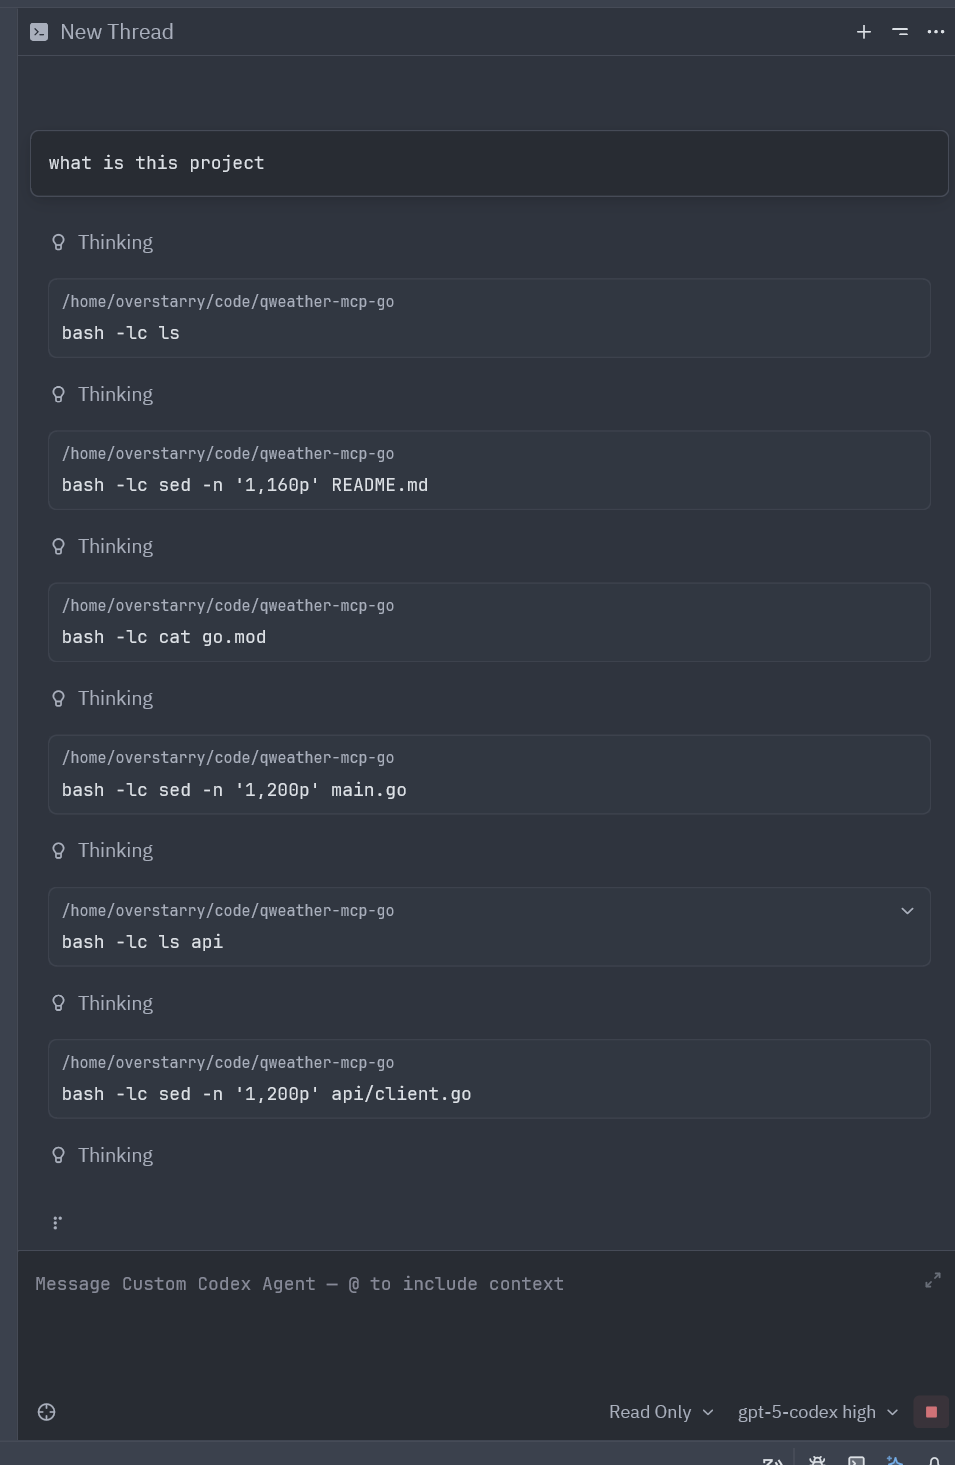 New Thread
what is this project
Thinking
/home/overstarry/code/qweather-mcp-go
bash -lc ls
Thinking
/home/overstarry/code/qweather-mcp-go
bash -lc sed -n '1,160p' README.md
Thinking
/home/overstarry/code/qweather-mcp-go
bash -lc cat go.mod
Thinking
/home/overstarry/code/qweather-mcp-go
bash -lc sed -n '1,200p' main.go
Thinking
/home/overstarry/code/qweather-mcp-go
bash -lc ls api
Thinking
/home/overstarry/code/qweather-mcp-go
bash -lc sed -n '1,200p' api/client.go
Thinking
Message Custom Codex Agent — @ to include context
Read Only gpt-5-codex high